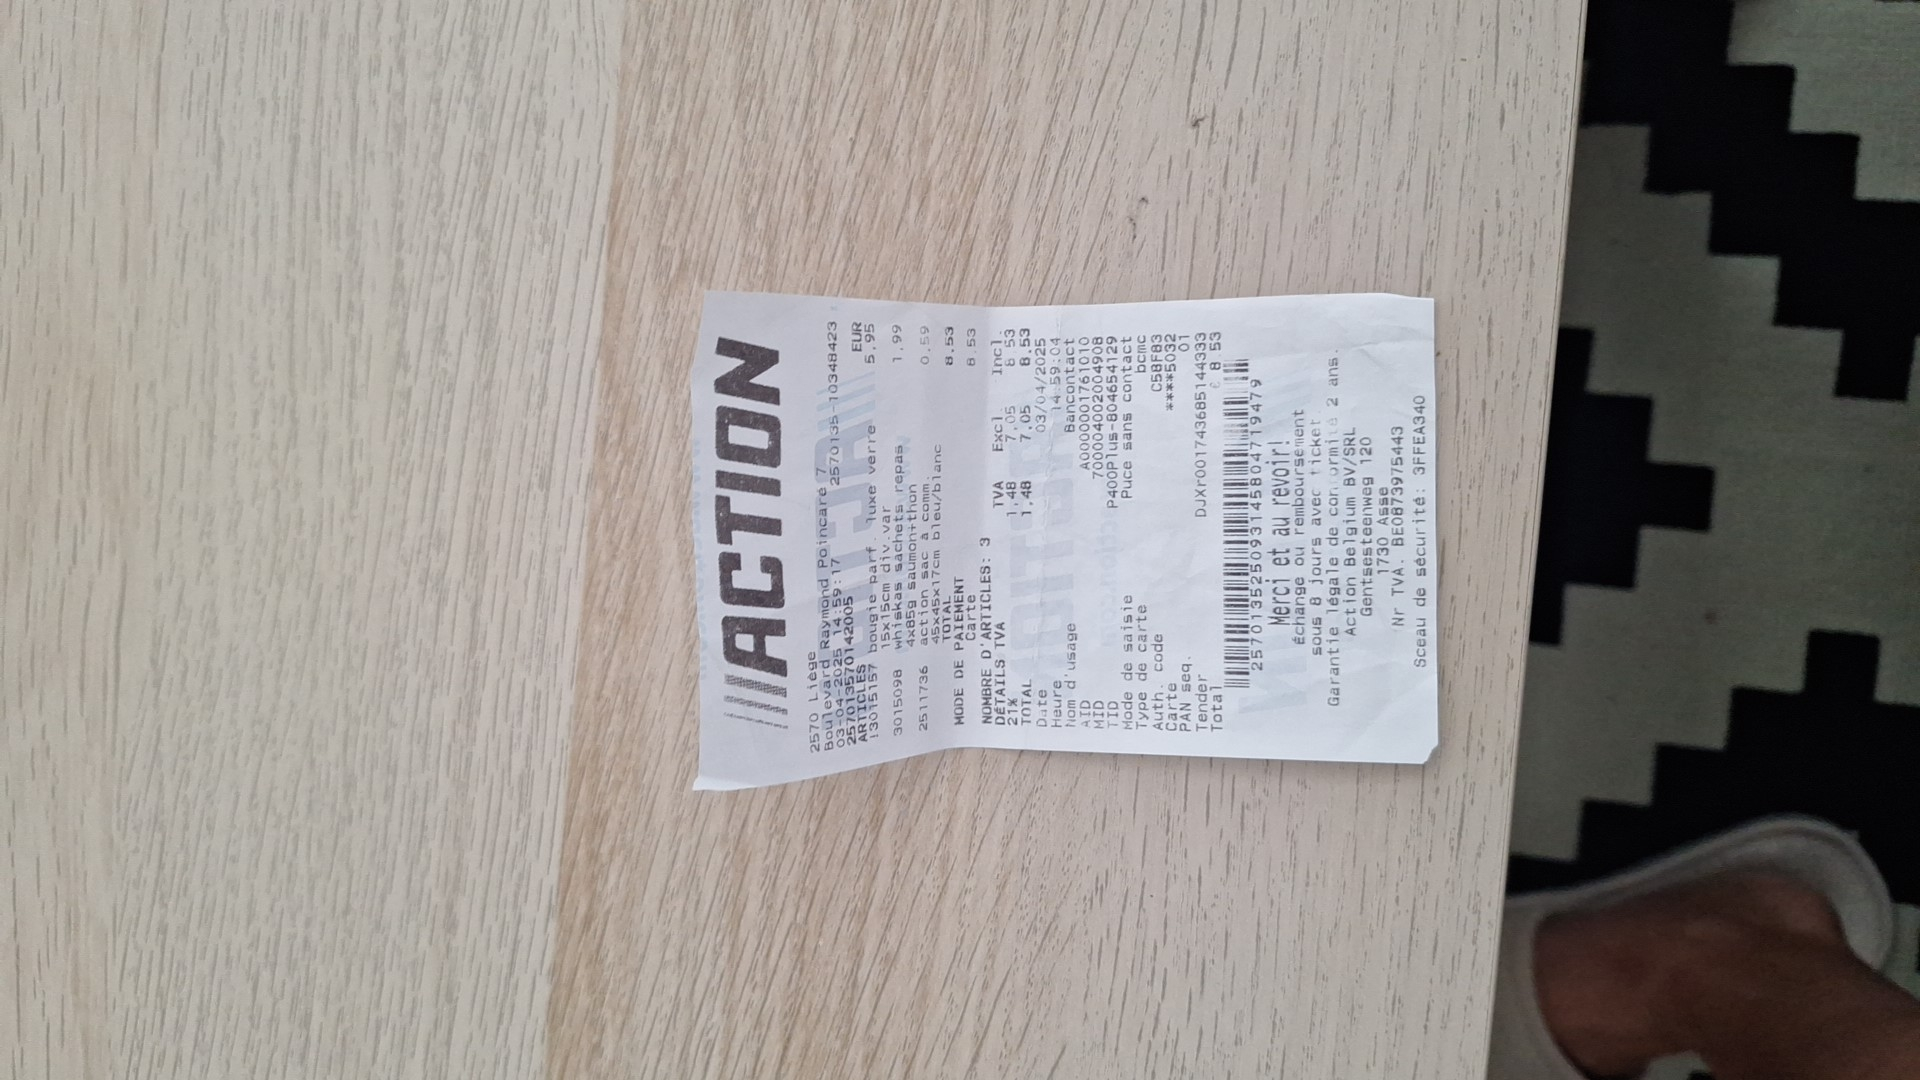 ACTION
2570 Liège
Boulevard Raymond Poincare 7
03-04-2025 14:59:17 2570135-10348423
257013570142005
ARTICLES EUR
!3015157 bougie parf. luxe verre 5,95
15x15cm div.var
3015098 whiskas sachets repas 1,99
4x85g saumon+thon
2511736 action sac à comm. 0,59
45x45x17cm bleu/blanc
TOTAL 8,53
MODE DE PAIEMENT
Carte 8,53
NOMBRE D'ARTICLES: 3
DÉTAILS TVA TVA Excl. Incl.
21% 1,48 7,05 8,53
TOTAL 1,48 7,05 8,53
Date 03/04/2025
Heure 14:59:04
Nom d'usage Bancontact
AID A0000001761010
MID 70004002004908
TID P400Plus-804654129
Mode de saisie Puce sans contact
Type de carte bcmc
Auth. code C58F83
Carte ****5032
PAN seq. 01
Tender DJXr001743685144333
Total € 8,53
2570135250931458047194 79
Merci et au revoir!
Échange ou remboursement
sous 8 jours avec ticket.
Garantie légale de conformité 2 ans.
Action Belgium BV/SRL
Gentsesteenweg 120
1730 Asse
Nr TVA. BE0873975443
Sceau de sécurité: 3FFEA340